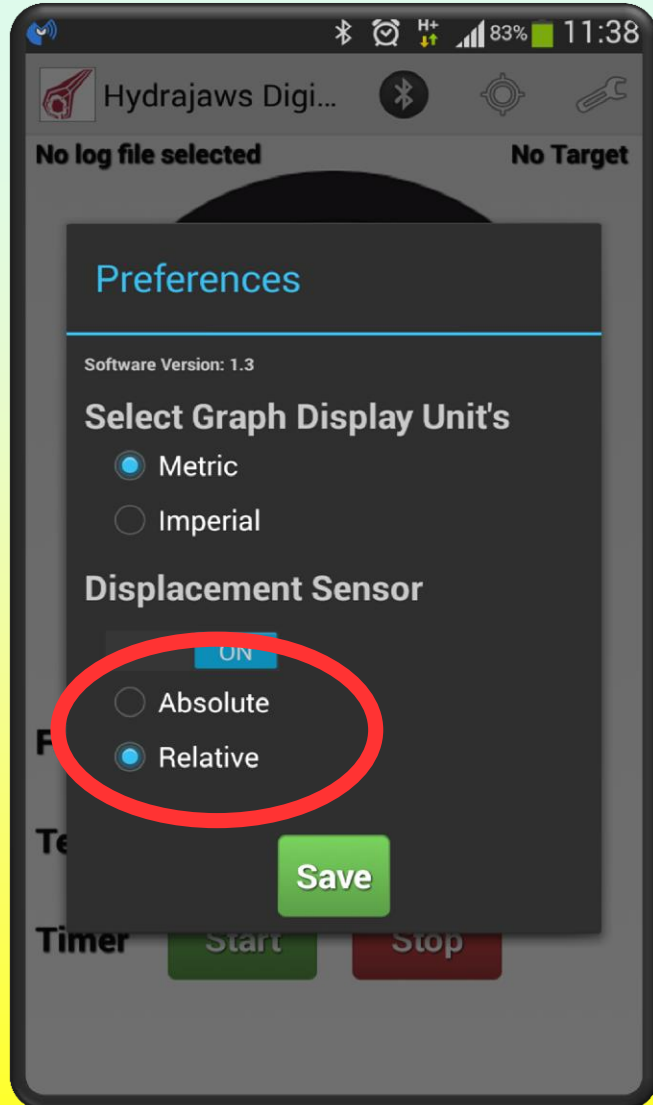 H+
83%
11:38
Hydrajaws Digi...
No log file selected
No Target
Preferences
Software Version: 1.3
Select Graph Display Unit's
Metric
Imperial
Displacement Sensor
ON
Absolute
Relative
F
Te
Save
Timer
Start
Stop